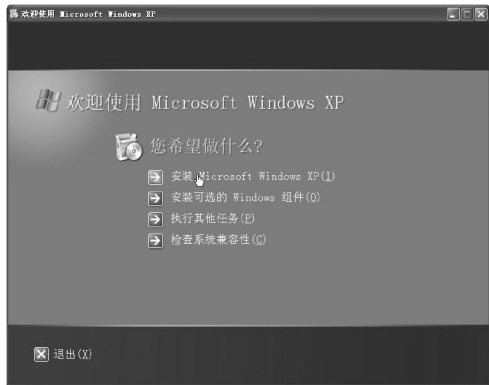 欢迎使用 Microsoft Windows XP
欢迎使用 Microsoft Windows XP
您希望做什么?
安装 Microsoft Windows XP(I)
安装可选的 Windows 组件(O)
执行其他任务(P)
检查系统兼容性(C)
退出(X)